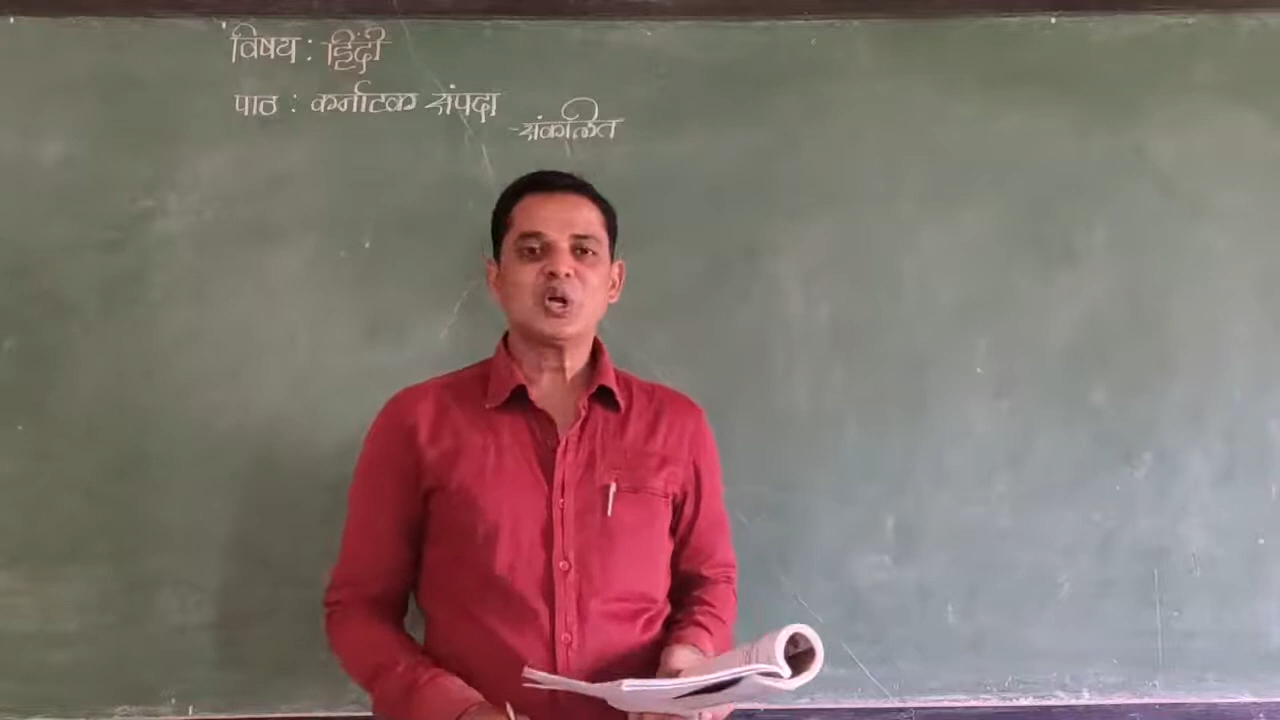 विषय : हिंदी
पाठ : कर्नाटक संपदा
-संकलित